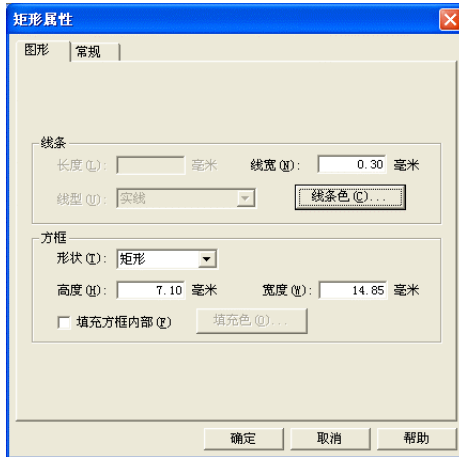 矩形属性
图形 常规
线条
长度(L): 毫米 线宽(N): 0.30 毫米
线型(U): 实线 线条色(C)...
方框
形状(T): 矩形
高度(H): 7.10 毫米 宽度(W): 14.85 毫米
填充方框内部(F) 填充色(O)...
确定 取消 帮助